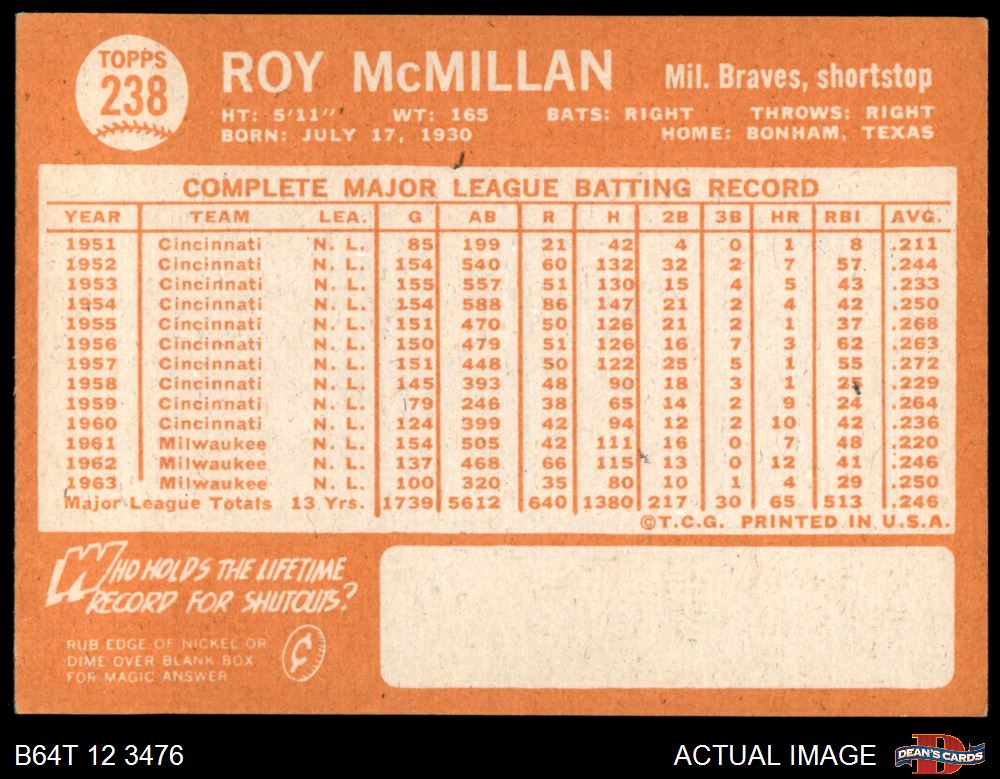 TOPPS
238
ROY McMILLAN
Mil. Braves, shortstop
HT: 5'11" WT: 165 BATS: RIGHT THROWS: RIGHT
BORN: JULY 17, 1930 HOME: BONHAM, TEXAS
COMPLETE MAJOR LEAGUE BATTING RECORD
YEAR TEAM LEA. G AB R H 2B 3B HR RBI AVG.
1951 Cincinnati N. L. 85 199 21 42 4 0 1 8 .211
1952 Cincinnati N. L. 154 540 60 132 32 2 7 57 .244
1953 Cincinnati N. L. 155 557 51 130 15 4 5 43 .233
1954 Cincinnati N. L. 154 588 86 147 21 2 4 42 .250
1955 Cincinnati N. L. 151 470 50 126 21 2 1 37 .268
1956 Cincinnati N. L. 150 479 51 126 16 7 3 62 .263
1957 Cincinnati N. L. 151 448 50 122 25 5 1 55 .272
1958 Cincinnati N. L. 145 393 48 90 18 3 1 .229
1959 Cincinnati N. L. 79 246 38 65 14 2 9 24 .264
1960 Cincinnati N. L. 124 399 42 94 12 2 10 42 .236
1961 Milwaukee N. L. 154 505 42 111 16 0 7 48 .220
1962 Milwaukee N. L. 137 468 66 115 13 0 12 41 .246
1963 Milwaukee N. L. 100 320 35 80 10 1 4 29 .250
Major League Totals 13 Yrs. 1739 5612 640 1380 217 30 65 513 .246
©T.C.G. PRINTED IN U.S.A.
WHO HOLDS THE LIFETIME
RECORD FOR SHUTOUTS?
RUB EDGE OF NICKEL OR
DIME OVER BLANK BOX
FOR MAGIC ANSWER
¢
B64T 12 3476
ACTUAL IMAGE
D
DEAN'S CARDS